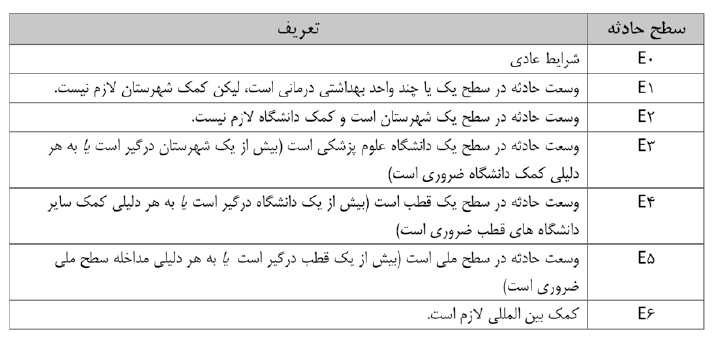 سطح حادثه	تعریف
E۰	شرایط عادی
E۱	وسعت حادثه در سطح یک یا چند واحد بهداشتی درمانی است، لیکن کمک شهرستان لازم نیست.
E۲	وسعت حادثه در سطح یک شهرستان است و کمک دانشگاه لازم نیست.
E۳	وسعت حادثه در سطح یک دانشگاه علوم پزشکی است (بیش از یک شهرستان درگیر است یا به هر
دلیلی کمک دانشگاه ضروری است)
E۴	وسعت حادثه در سطح یک قطب است (بیش از یک دانشگاه درگیر است یا به هر دلیلی کمک سایر
دانشگاه های قطب ضروری است)
E۵	وسعت حادثه در سطح ملی است (بیش از یک قطب درگیر است یا به هر دلیلی مداخله سطح ملی
ضروری است)
E۶	کمک بین المللی لازم است.